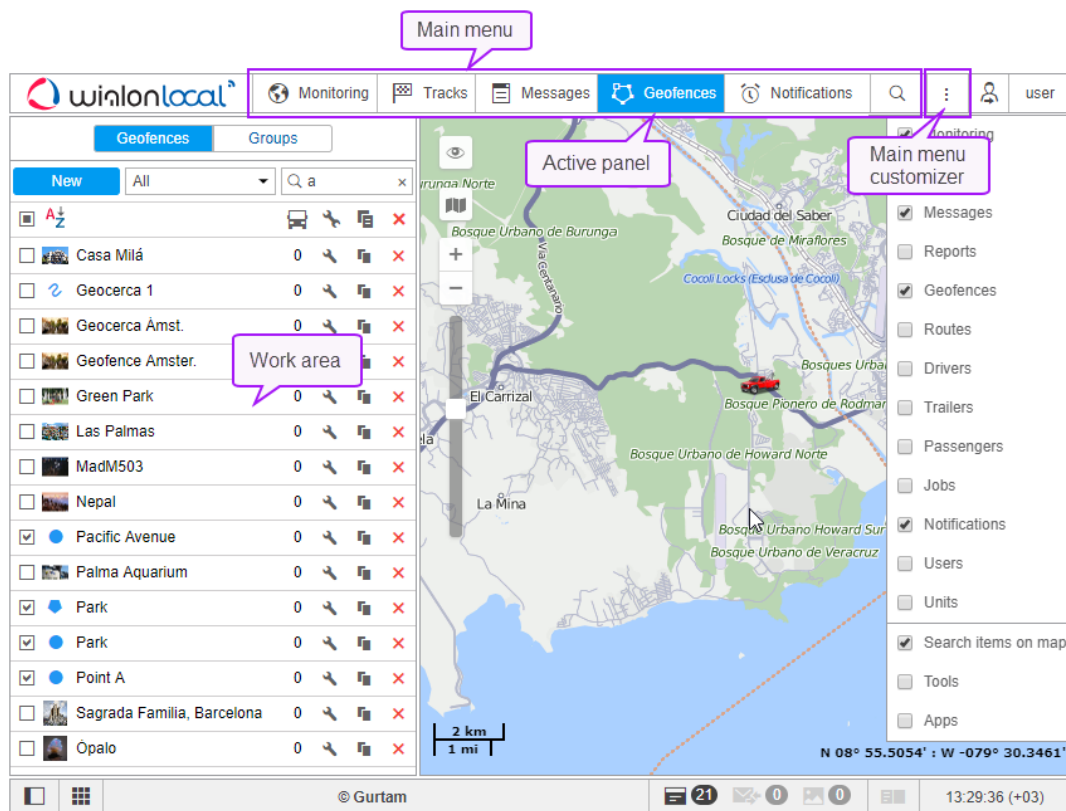 Main menu
wialon local
Monitoring
Tracks
Messages
Geofences
Notifications
user
Geofences
Groups
Active panel
Monitoring
Main menu
customizer
New
All
a
Messages
Reports
Geofences
Routes
Drivers
Trailers
Passengers
Jobs
Notifications
Users
Units
Search items on map
Tools
Apps
A
Z
Casa Milá 0
Geocerca 1 0
Geocerca Ámst. 0
Geofence Amster.
Work area
Green Park 0
Las Palmas 0
MadM503 0
Nepal 0
Pacific Avenue 0
Palma Aquarium 0
Park 0
Park 0
Point A 0
Sagrada Familia, Barcelona 0
Ópalo 0
urunga Norte
Bosque Urbano de Burunga
Via Centenario
Ciudad del Saber
Bosque de Miraflores
Cocolí Locks (Esclusa de Cocolí)
Bosques Urba
El Carrizal
Bosque Pionero de Rodmar
ela
Bosque Urbano de Howard Norte
La Mina
Bosque Urbano Howard Sur
Bosque Urbano de Veracruz
2 km
1 mi
N 08° 55.5054' : W -079° 30.3461'
© Gurtam
21
0
0
13:29:36 (+03)